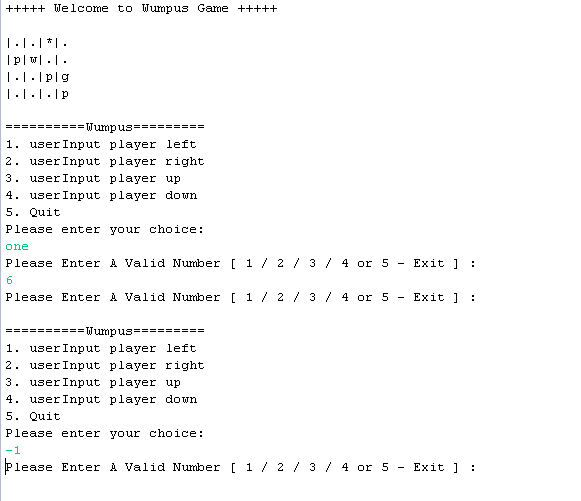 +++++ Welcome to Wumpus Game +++++
|.|.|*|.
|p|w|.|.
|.|.|p|g
|.|.|.|p
==========Wumpus=========
1. userInput player left
2. userInput player right
3. userInput player up
4. userInput player down
5. Quit
Please enter your choice:
one
Please Enter A Valid Number [ 1 / 2 / 3 / 4 or 5 - Exit ] :
6
Please Enter A Valid Number [ 1 / 2 / 3 / 4 or 5 - Exit ] :
==========Wumpus=========
1. userInput player left
2. userInput player right
3. userInput player up
4. userInput player down
5. Quit
Please enter your choice:
-1
Please Enter A Valid Number [ 1 / 2 / 3 / 4 or 5 - Exit ] :